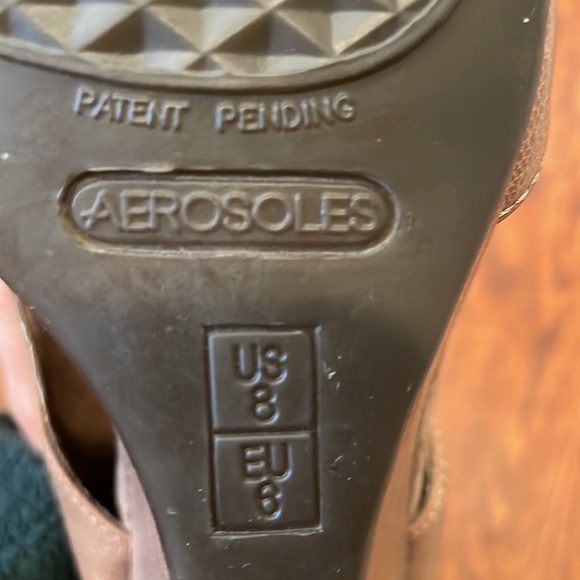 PATENT PENDING
AEROSOLES
US
8
EU
6